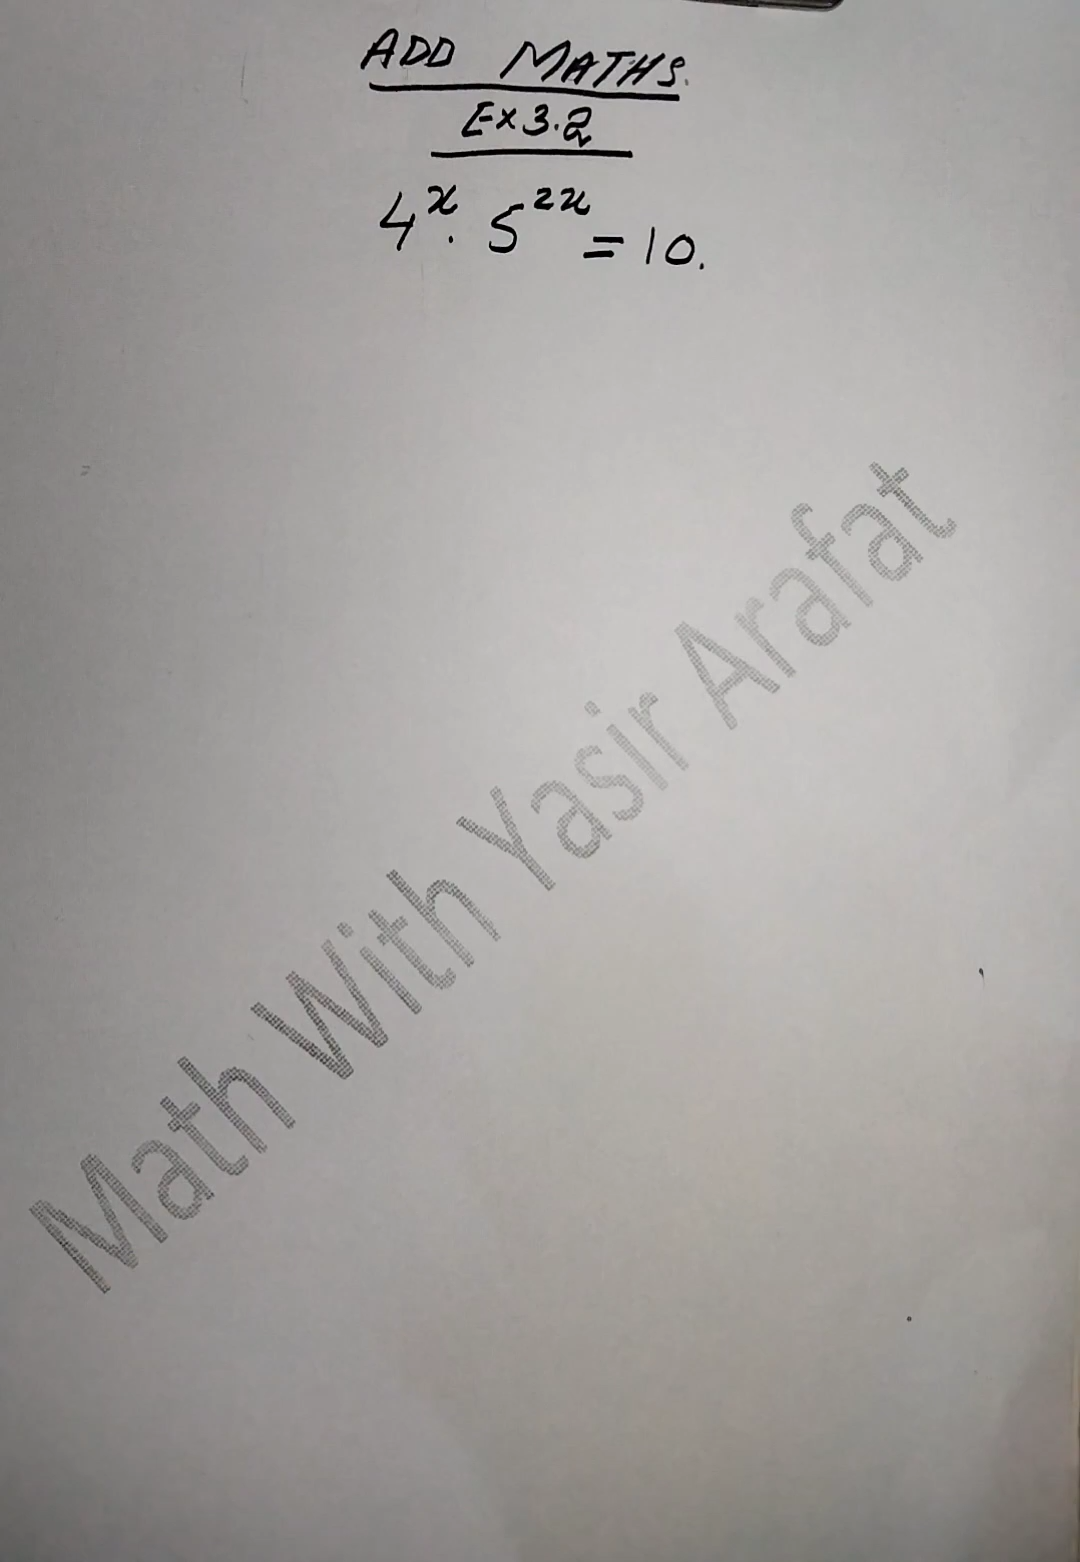 ADD MATHS.
Ex 3.2
4^x . 5^2x = 10.
Math With Yasir Arafat